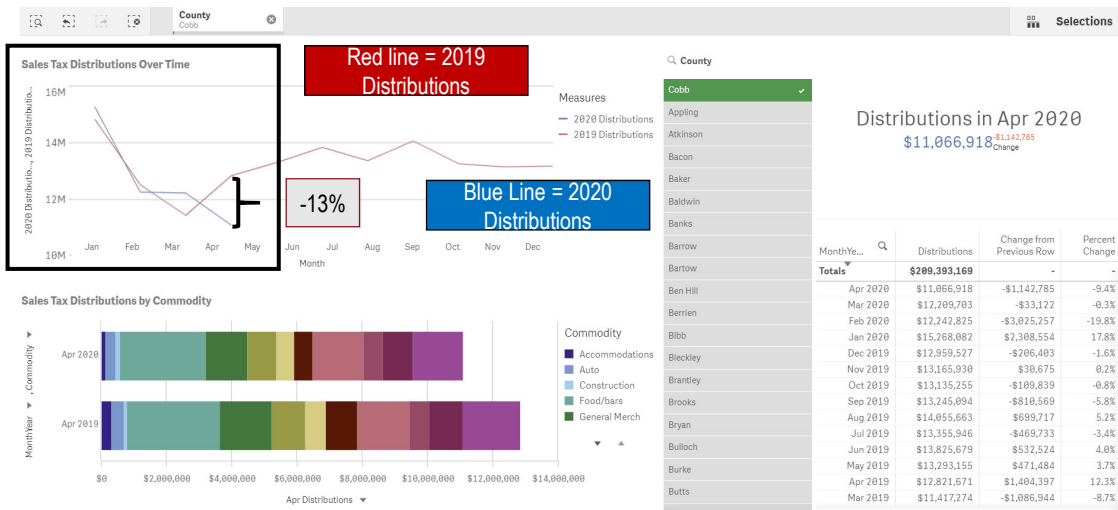 County
Cobb
Selections
Sales Tax Distributions Over Time
Red line = 2019
Distributions
16M
14M
12M
10M
2020 Distributio..., 2019 Distributio...
Jan Feb Mar Apr May Jun Jul Aug Sep Oct Nov Dec
Month
Measures
2020 Distributions
2019 Distributions
-13%
Blue Line = 2020
Distributions
Sales Tax Distributions by Commodity
MonthYear , Commodity
Apr 2020
Apr 2019
$0 $2,000,000 $4,000,000 $6,000,000 $8,000,000 $10,000,000 $12,000,000 $14,000,000
Apr Distributions
Commodity
Accommodations
Auto
Construction
Food/bars
General Merch
County
Cobb
Appling
Atkinson
Bacon
Baker
Baldwin
Banks
Barrow
Bartow
Ben Hill
Berrien
Bibb
Bleckley
Brantley
Brooks
Bryan
Bulloch
Burke
Butts
Distributions in Apr 2020
$11,066,918 -$1,142,785
Change
MonthYe... Distributions Change from Previous Row Percent Change
Totals $209,393,169 - -
Apr 2020 $11,066,918 -$1,142,785 -9.4%
Mar 2020 $12,209,703 -$33,122 -0.3%
Feb 2020 $12,242,825 -$3,025,257 -19.8%
Jan 2020 $15,268,082 $2,308,554 17.8%
Dec 2019 $12,959,527 -$206,403 -1.6%
Nov 2019 $13,165,930 $30,675 0.2%
Oct 2019 $13,135,255 -$109,839 -0.8%
Sep 2019 $13,245,094 -$810,569 -5.8%
Aug 2019 $14,055,663 $699,717 5.2%
Jul 2019 $13,355,946 -$469,733 -3.4%
Jun 2019 $13,825,679 $532,524 4.0%
May 2019 $13,293,155 $471,484 3.7%
Apr 2019 $12,821,671 $1,404,397 12.3%
Mar 2019 $11,417,274 -$1,086,944 -8.7%